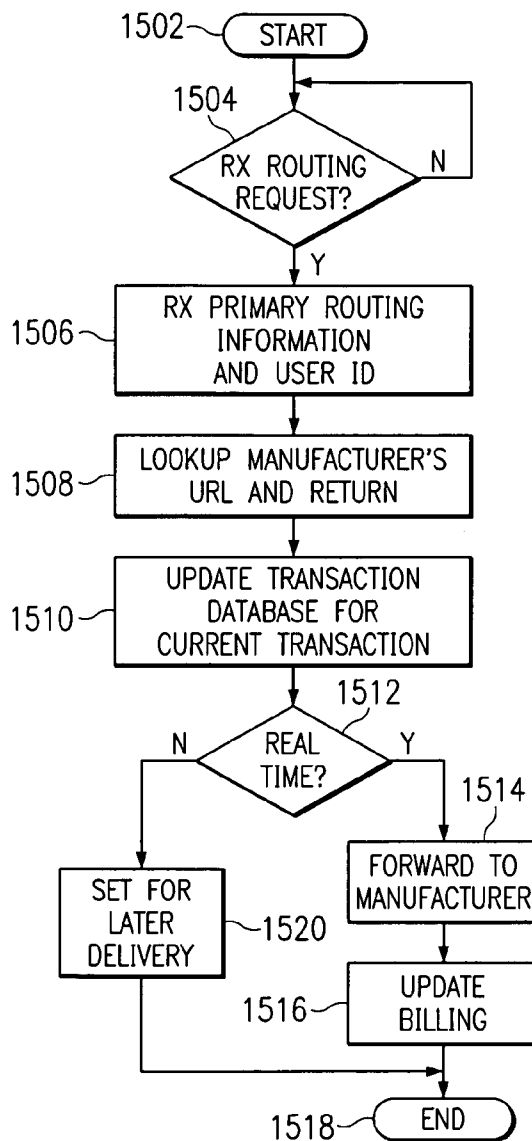 1502
START
1504
RX ROUTING
REQUEST?
N
Y
1506
RX PRIMARY ROUTING
INFORMATION
AND USER ID
1508
LOOKUP MANUFACTURER'S
URL AND RETURN
1510
UPDATE TRANSACTION
DATABASE FOR
CURRENT TRANSACTION
1512
N
REAL
TIME?
Y
1514
FORWARD TO
MANUFACTURER
SET FOR
LATER
DELIVERY
1520
1516
UPDATE
BILLING
1518
END